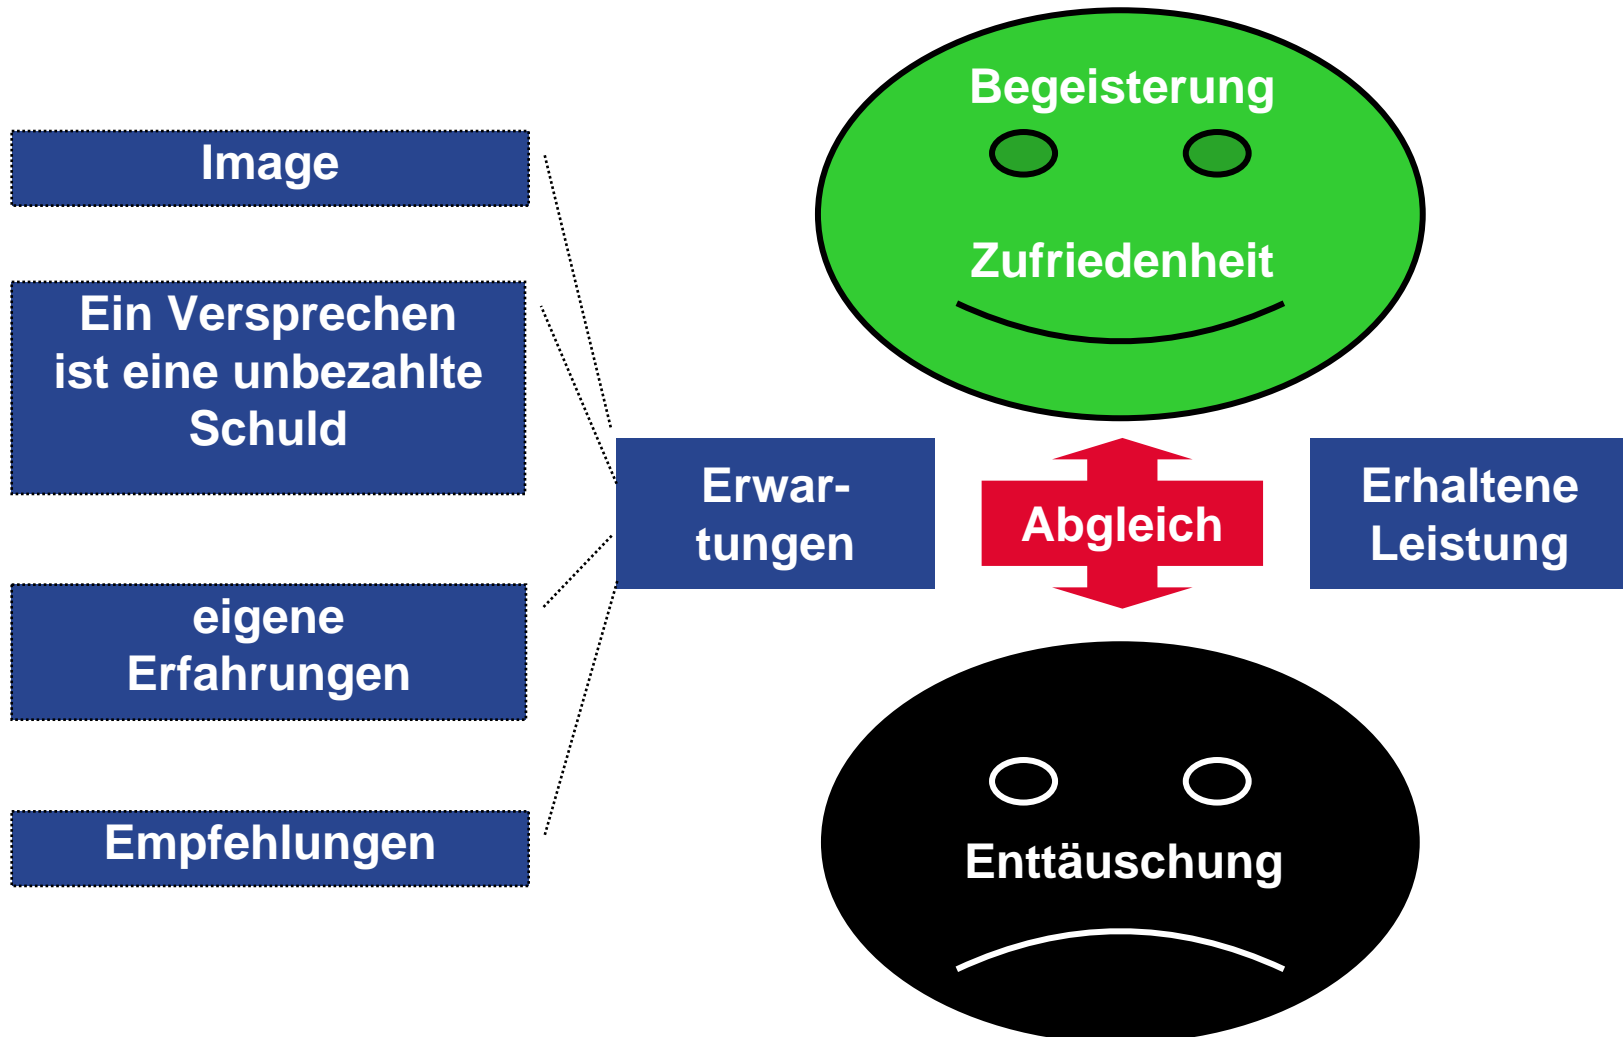 Image
Ein Versprechen
ist eine unbezahlte
Schuld
eigene
Erfahrungen
Empfehlungen
Erwar-
tungen
Begeisterung
Zufriedenheit
Abgleich
Enttäuschung
Erhaltene
Leistung